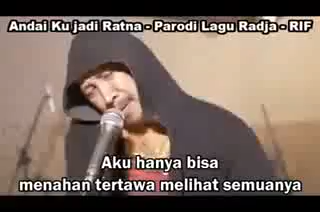 Andai Ku jadi Ratna - Parodi Lagu Radja - RIF
Aku hanya bisa
menahan tertawa melihat semuanya